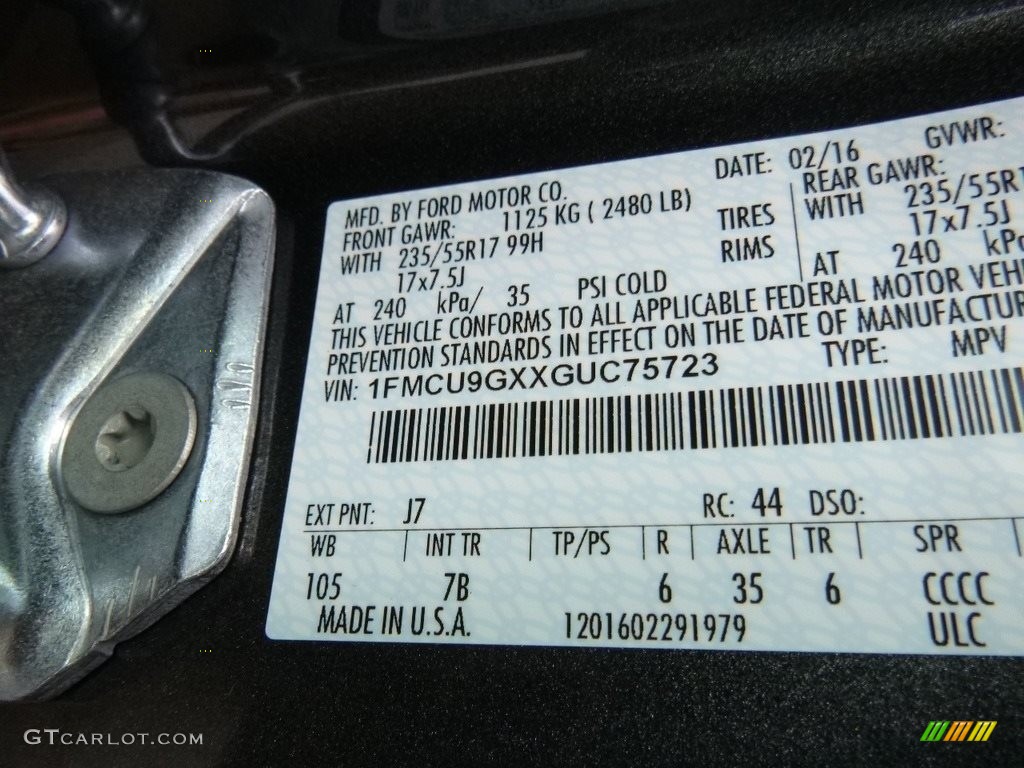 DATE: 02/16 GVWR:
MFD. BY FORD MOTOR CO.
FRONT GAWR: 1125 KG ( 2480 LB) REAR GAWR:
WITH 235/55R17 99H TIRES WITH 235/55R1
17x7.5J RIMS 17x7.5J
AT 240 kPa/ 35 PSI COLD AT 240 kP
THIS VEHICLE CONFORMS TO ALL APPLICABLE FEDERAL MOTOR VEHI
PREVENTION STANDARDS IN EFFECT ON THE DATE OF MANUFACTUR
VIN: 1FMCU9GXXGUC75723 TYPE: MPV
EXT PNT: J7 RC: 44 DSO:
WB INT TR TP/PS R AXLE TR SPR
105 7B 6 35 6 CCCC
MADE IN U.S.A. 1201602291979 ULC
GTCARLOT.COM